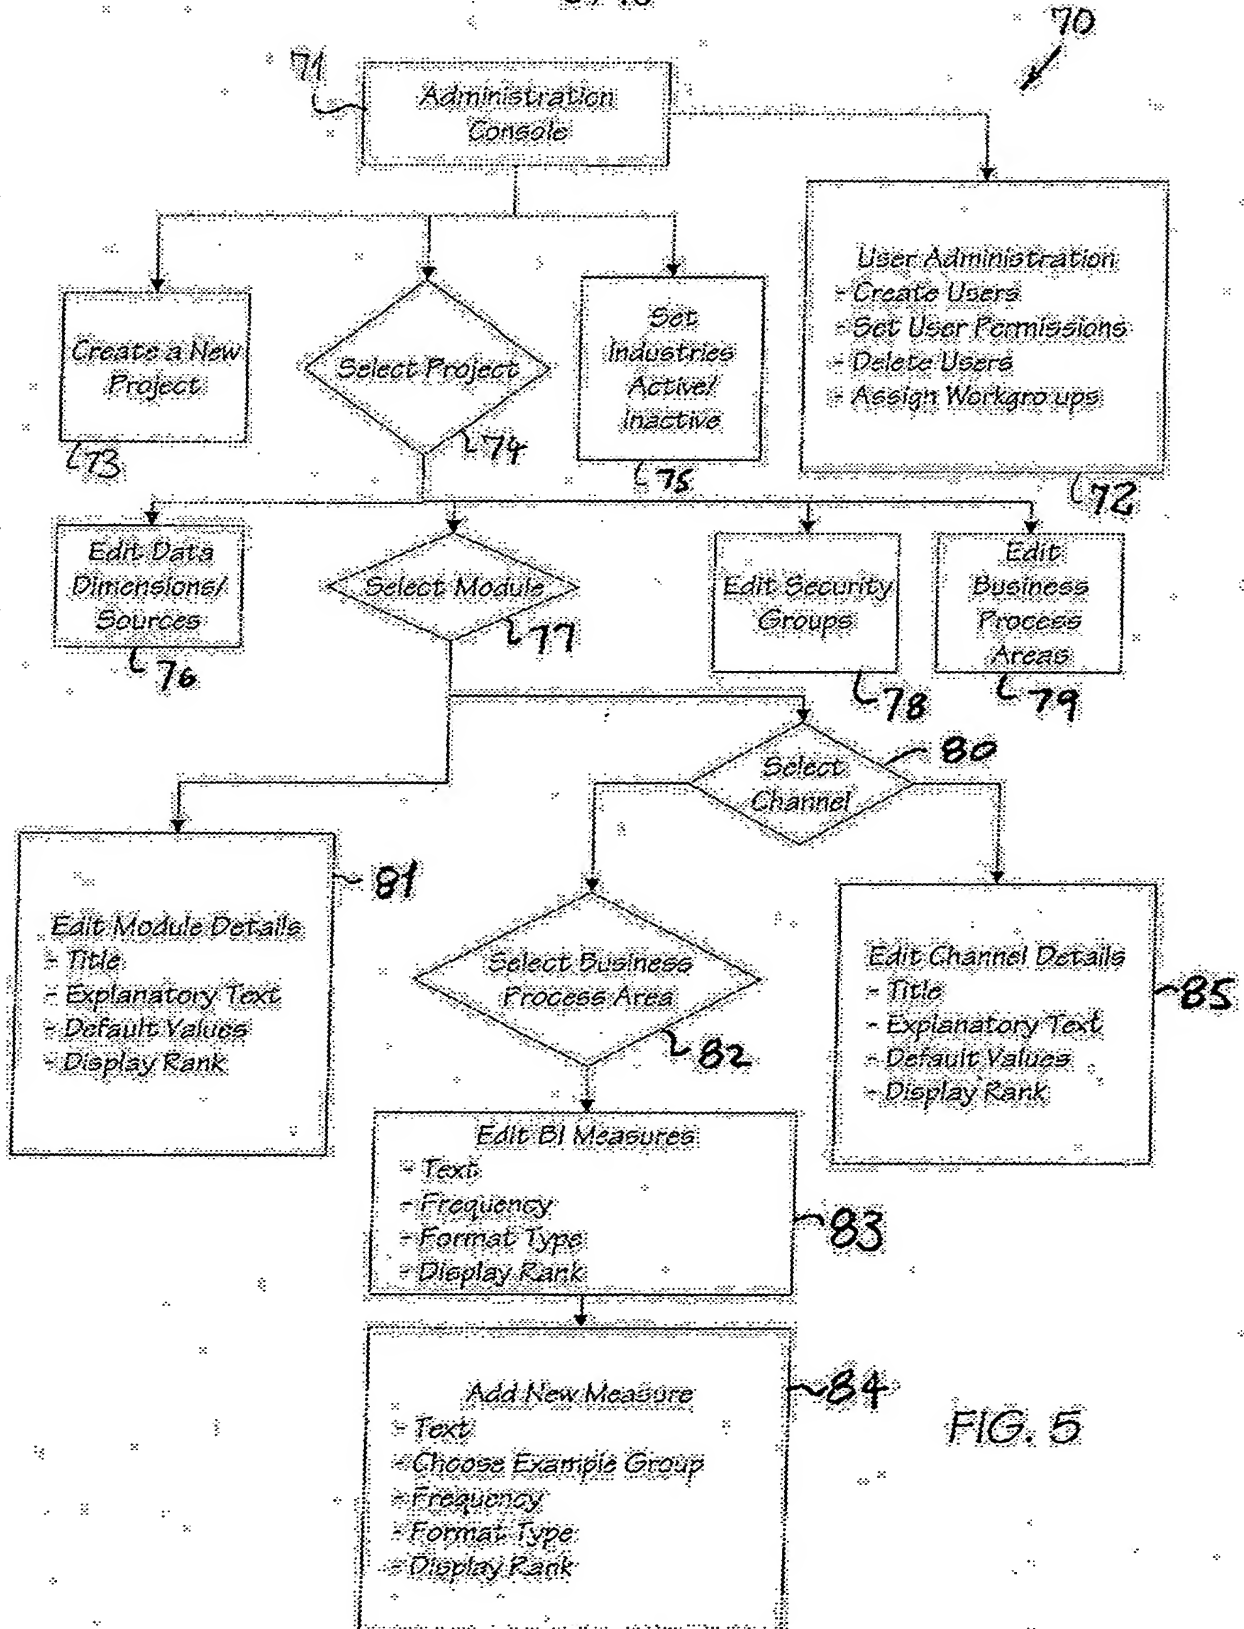 70
71
Administration
Console
User Administration
- Create Users
- Set User Permissions
- Delete Users
- Assign Workgroups
72
Create a New
Project
73
Select Project
74
Set
Industries
Active/
Inactive
75
Edit Data
Dimensions/
Sources
76
Select Module
77
Edit Security
Groups
78
Edit
Business
Process
Areas
79
Select
Channel
80
81
Edit Module Details
- Title
- Explanatory Text
- Default Values
- Display Rank
Select Business
Process Area
82
Edit Channel Details
- Title
- Explanatory Text
- Default Values
- Display Rank
85
Edit BI Measures
- Text
- Frequency
- Format Type
- Display Rank
83
Add New Measure
- Text
- Choose Example Group
- Frequency
- Format Type
- Display Rank
84
FIG. 5